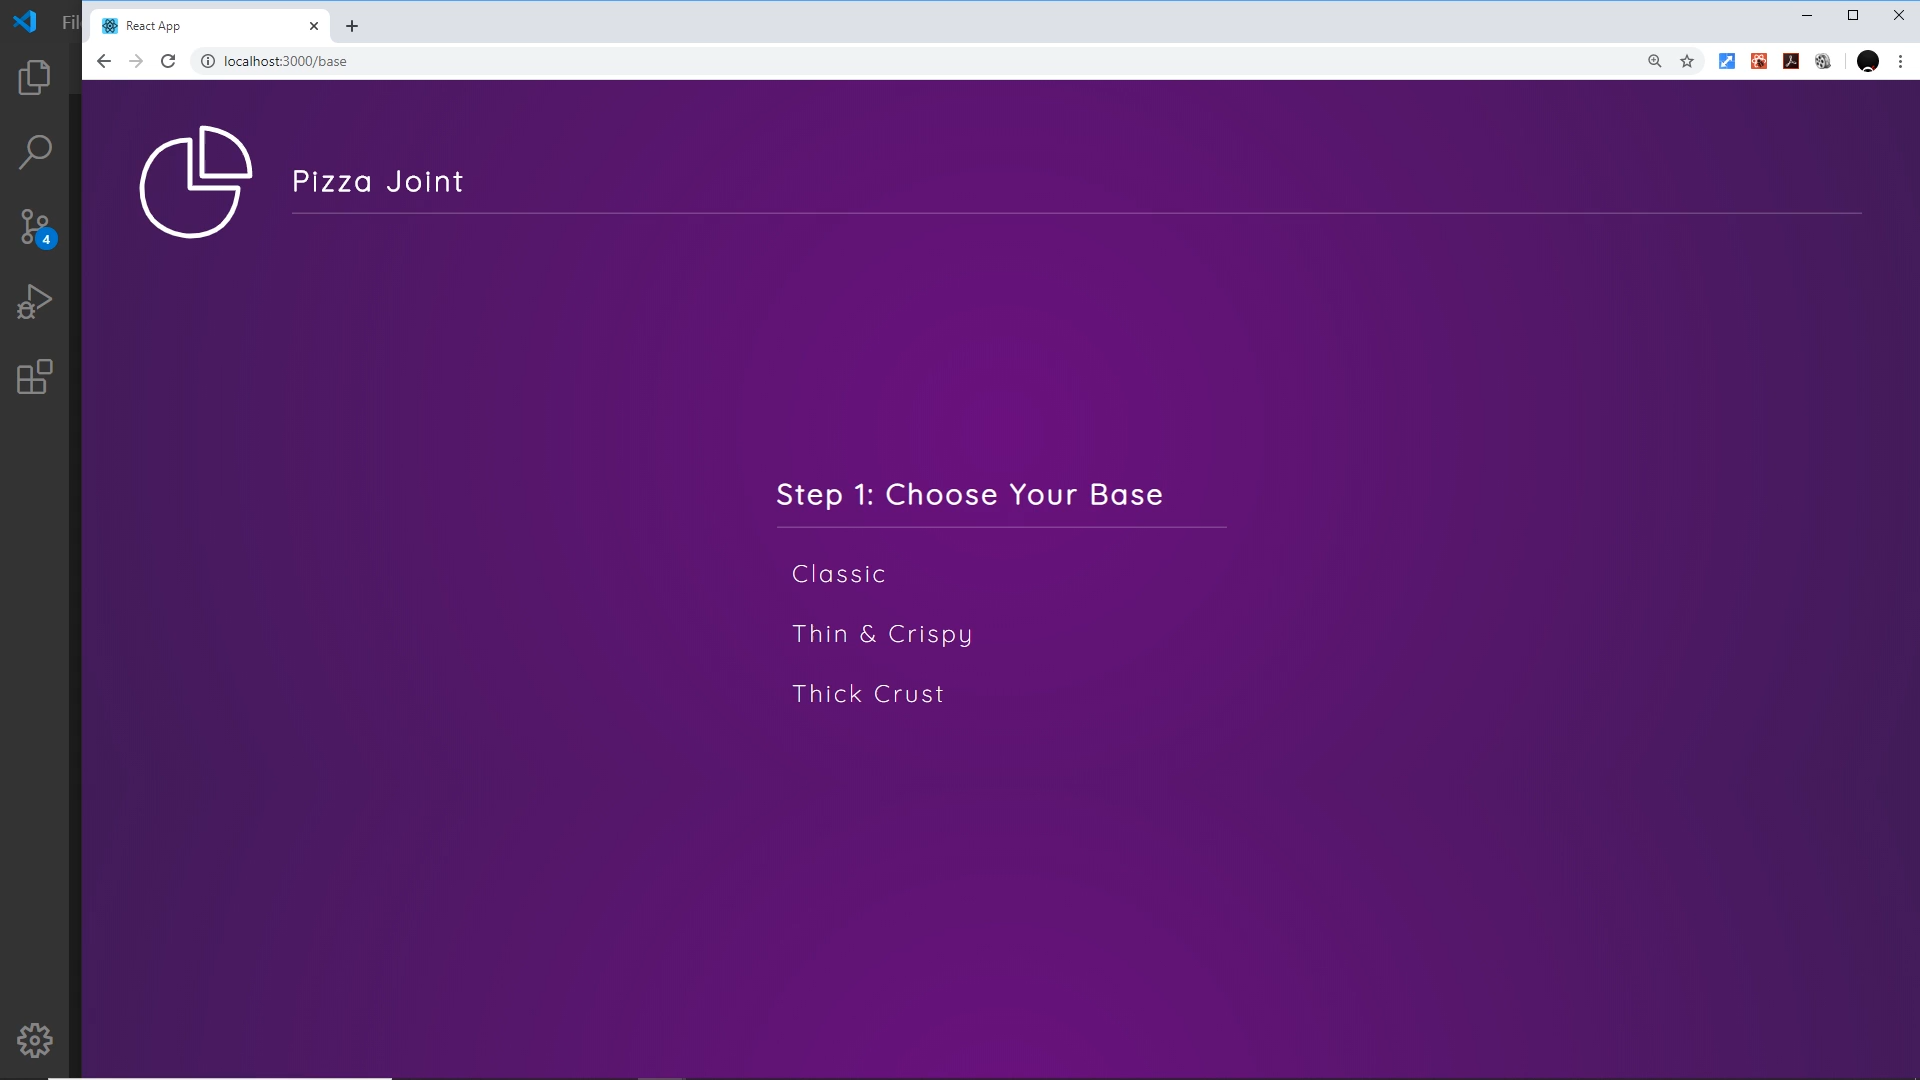 Fil
React App
localhost:3000/base
4
Pizza Joint
Step 1: Choose Your Base
Classic
Thin & Crispy
Thick Crust